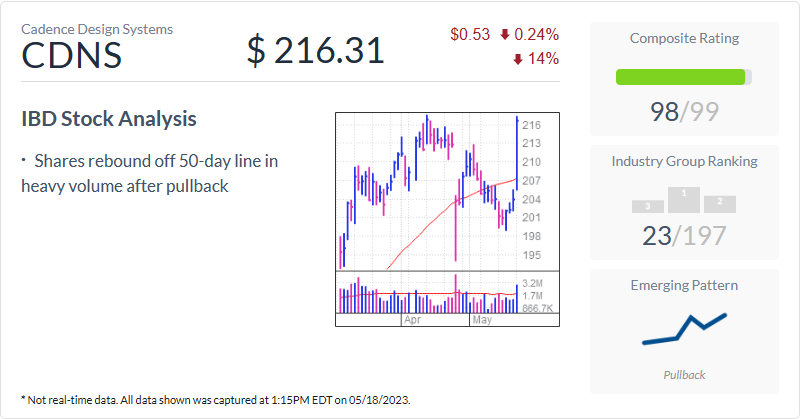 Cadence Design Systems
CDNS
$ 216.31
$0.53 0.24%
14%
IBD Stock Analysis
· Shares rebound off 50-day line in
heavy volume after pullback
216
213
210
207
204
201
198
195
3.2M
1.7M
866.7K
Apr May
Composite Rating
98/99
Industry Group Ranking
3 1 2
23/197
Emerging Pattern
Pullback
* Not real-time data. All data shown was captured at 1:15PM EDT on 05/18/2023.